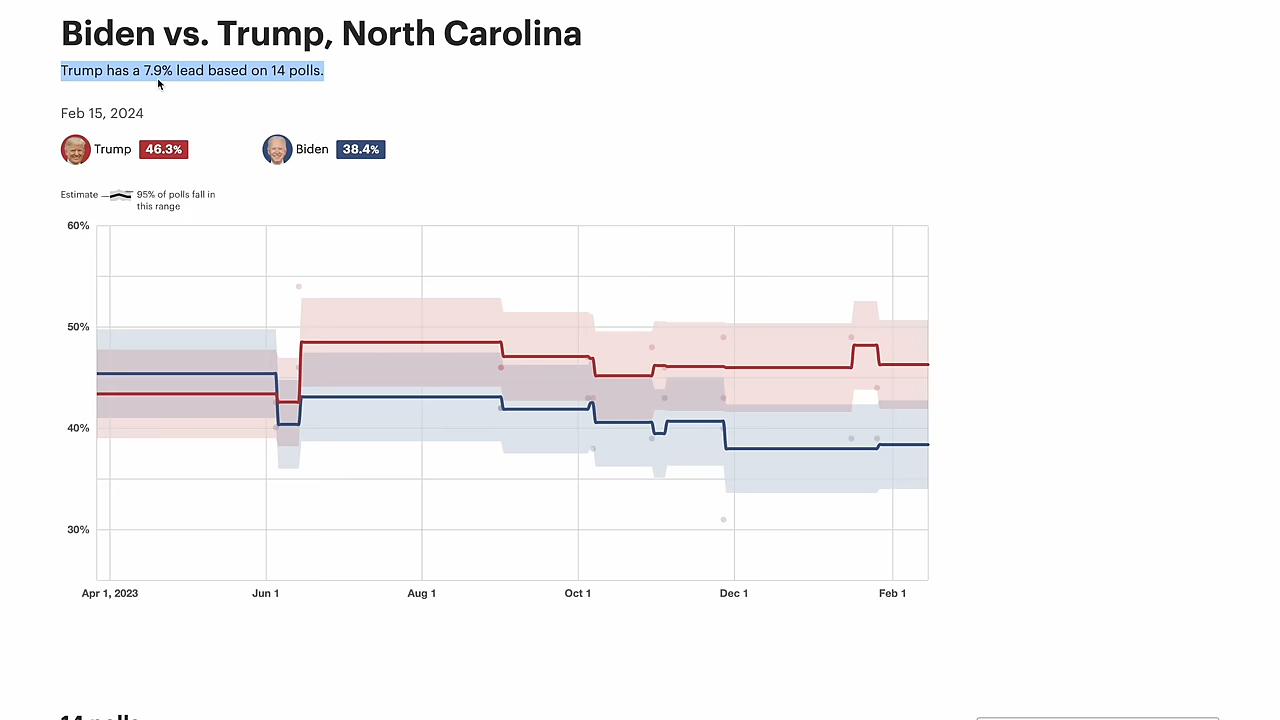 Biden vs. Trump, North Carolina
Trump has a 7.9% lead based on 14 polls.
Feb 15, 2024
Trump 46.3% Biden 38.4%
Estimate 95% of polls fall in
this range
60%
50%
40%
30%
Apr 1, 2023 Jun 1 Aug 1 Oct 1 Dec 1 Feb 1
14 polls